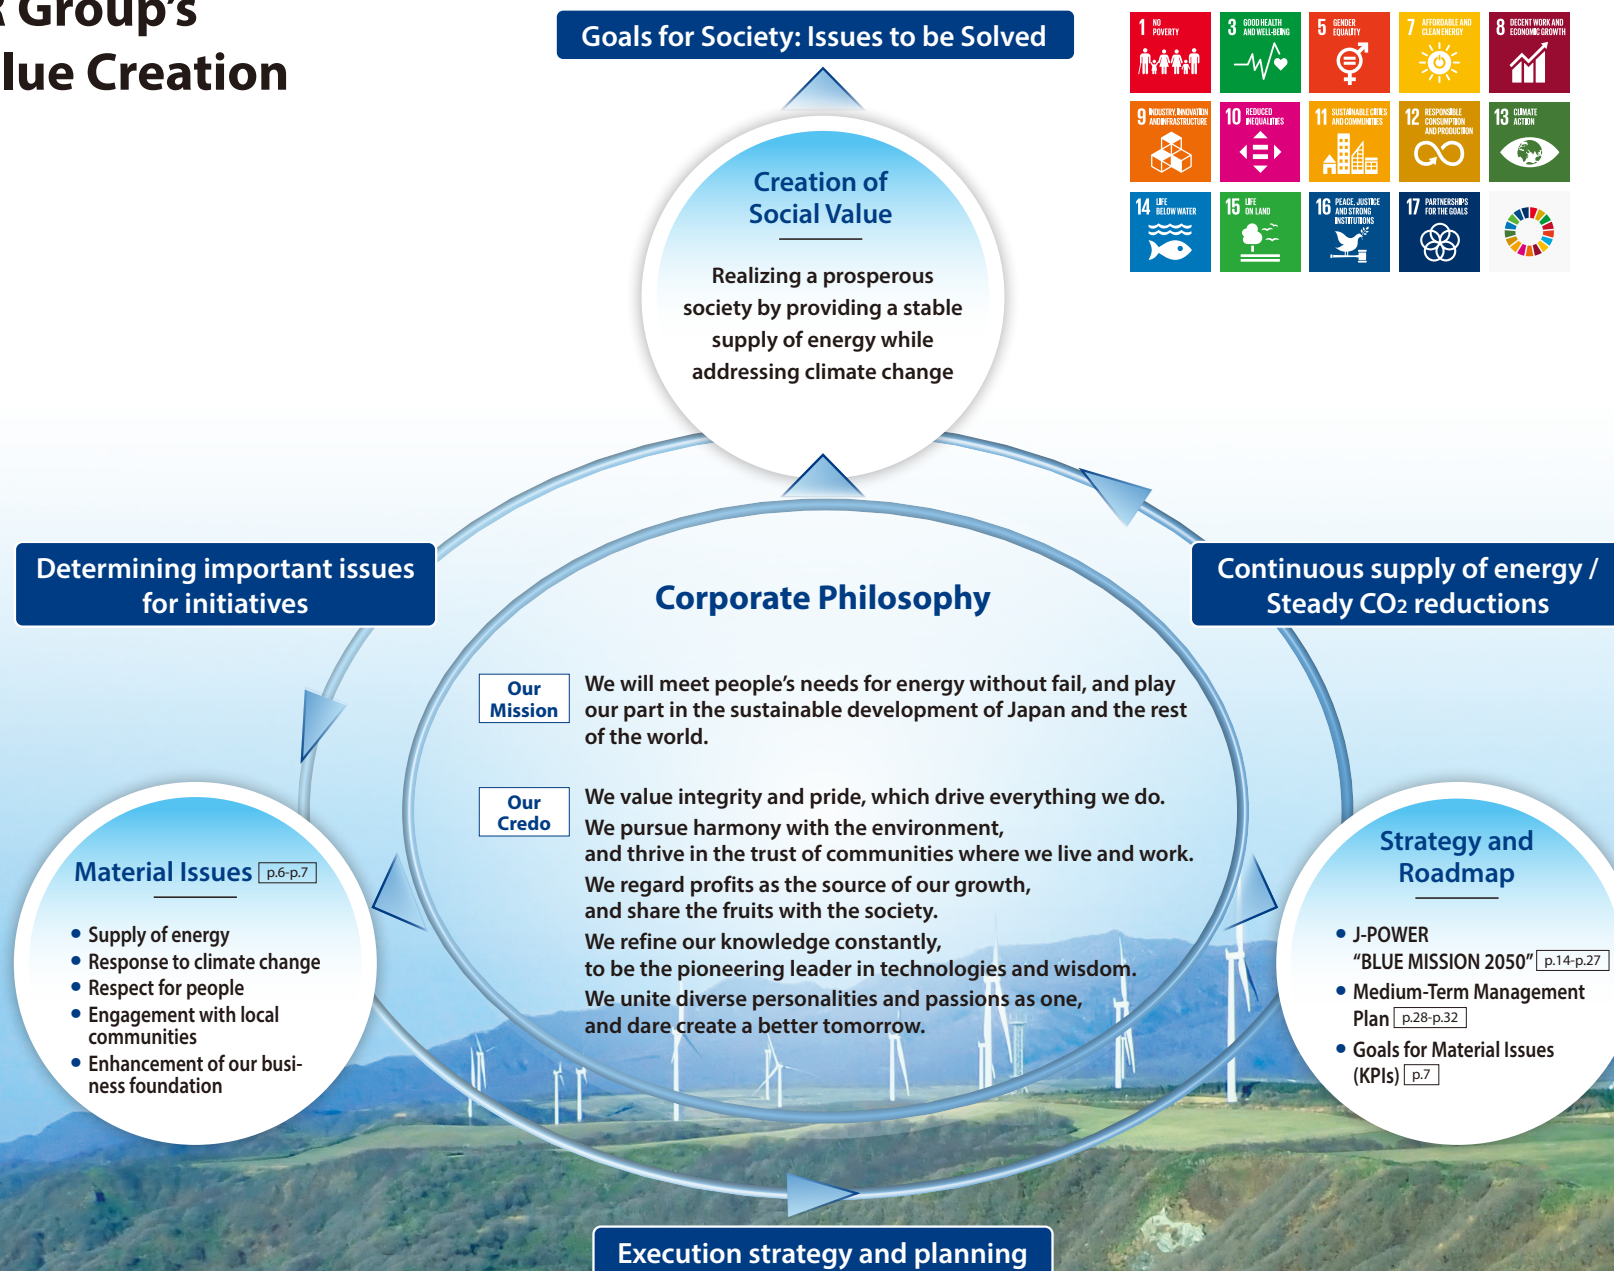 R Group's
lue Creation
Goals for Society: Issues to be Solved
1 NO POVERTY
3 GOOD HEALTH AND WELL-BEING
5 GENDER EQUALITY
7 AFFORDABLE AND CLEAN ENERGY
8 DECENT WORK AND ECONOMIC GROWTH
9 INDUSTRY, INNOVATION AND INFRASTRUCTURE
10 REDUCED INEQUALITIES
11 SUSTAINABLE CITIES AND COMMUNITIES
12 RESPONSIBLE CONSUMPTION AND PRODUCTION
13 CLIMATE ACTION
14 LIFE BELOW WATER
15 LIFE ON LAND
16 PEACE, JUSTICE AND STRONG INSTITUTIONS
17 PARTNERSHIPS FOR THE GOALS
Creation of
Social Value
Realizing a prosperous
society by providing a stable
supply of energy while
addressing climate change
Determining important issues
for initiatives
Continuous supply of energy /
Steady CO2 reductions
Corporate Philosophy
Our
Mission
We will meet people's needs for energy without fail, and play
our part in the sustainable development of Japan and the rest
of the world.
Our
Credo
We value integrity and pride, which drive everything we do.
We pursue harmony with the environment,
and thrive in the trust of communities where we live and work.
We regard profits as the source of our growth,
and share the fruits with the society.
We refine our knowledge constantly,
to be the pioneering leader in technologies and wisdom.
We unite diverse personalities and passions as one,
and dare create a better tomorrow.
Material Issues p.6-p.7
• Supply of energy
• Response to climate change
• Respect for people
• Engagement with local
communities
• Enhancement of our busi-
ness foundation
Strategy and
Roadmap
• J-POWER
"BLUE MISSION 2050" p.14-p.27
• Medium-Term Management
Plan p.28-p.32
• Goals for Material Issues
(KPIs) p.7
Execution strategy and planning